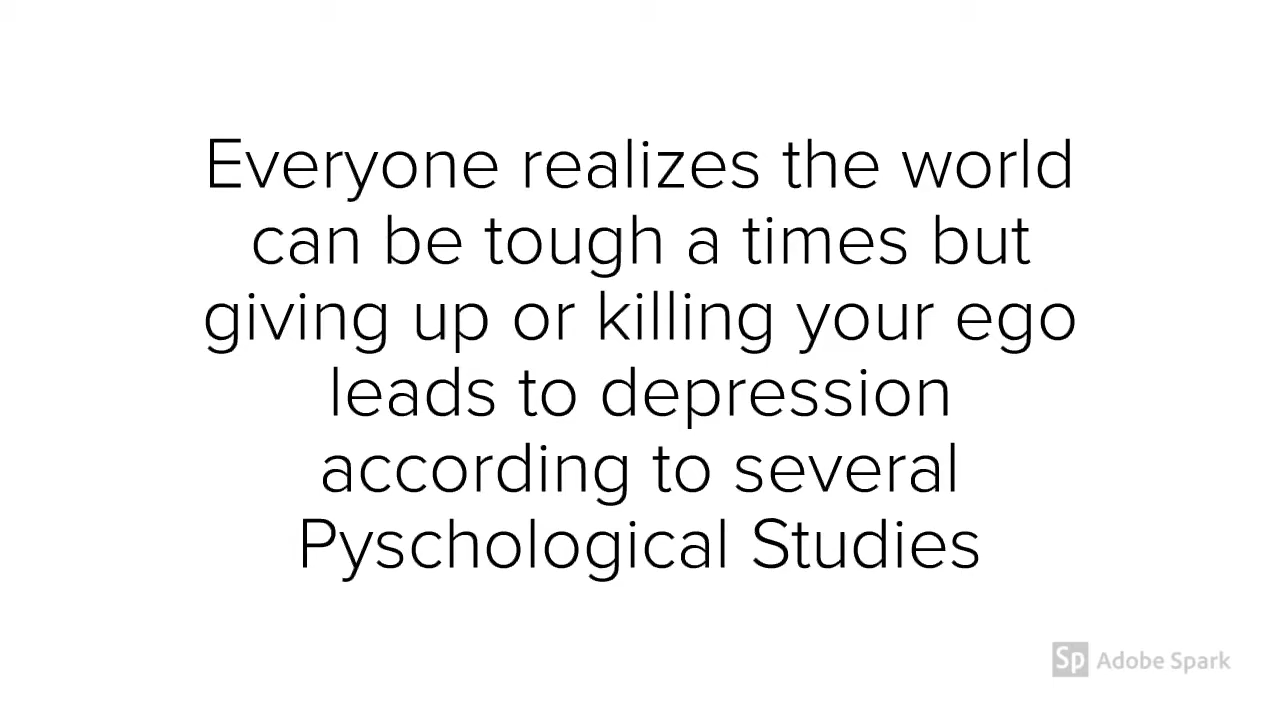 Everyone realizes the world
can be tough a times but
giving up or killing your ego
leads to depression
according to several
Pyschological Studies
Sp Adobe Spark